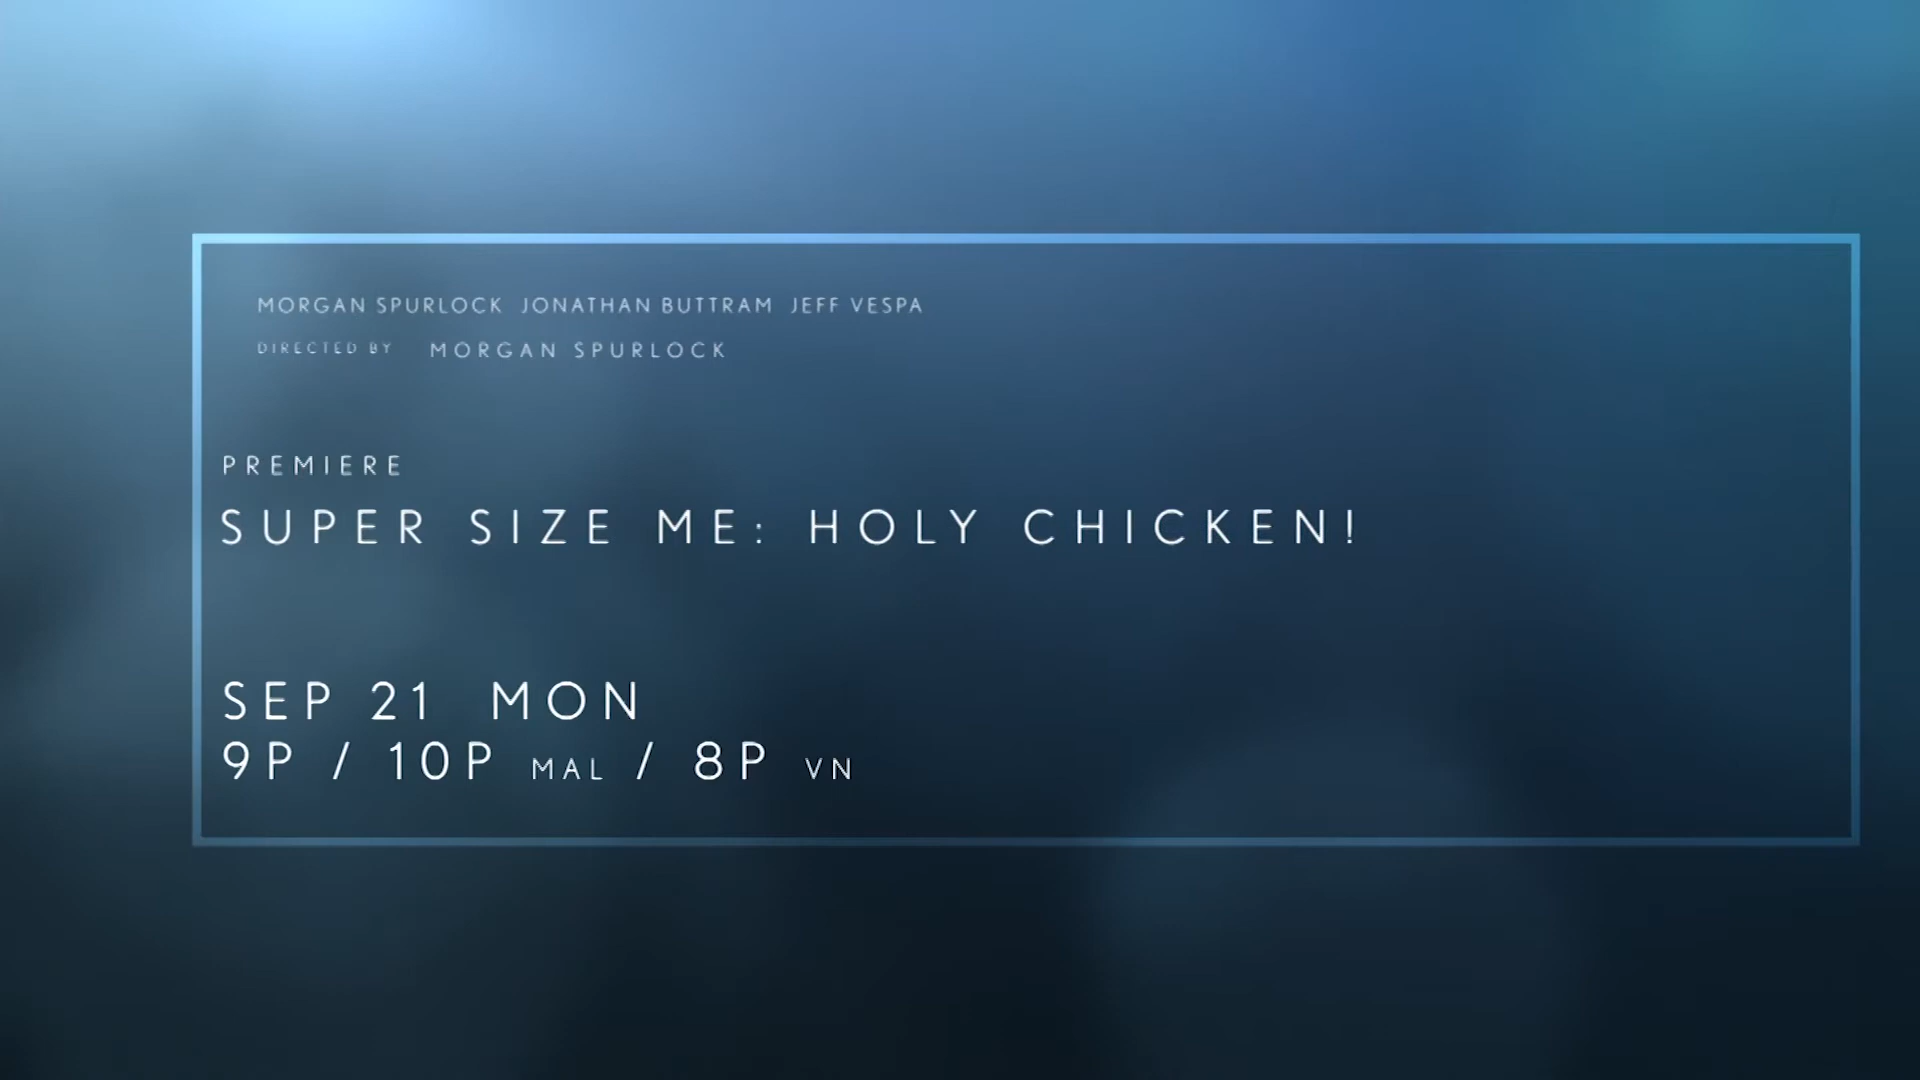 MORGAN SPURLOCK JONATHAN BUTTRAM JEFF VESPA
DIRECTED BY MORGAN SPURLOCK
PREMIERE
SUPER SIZE ME: HOLY CHICKEN!
SEP 21 MON
9P / 10P MAL / 8P VN